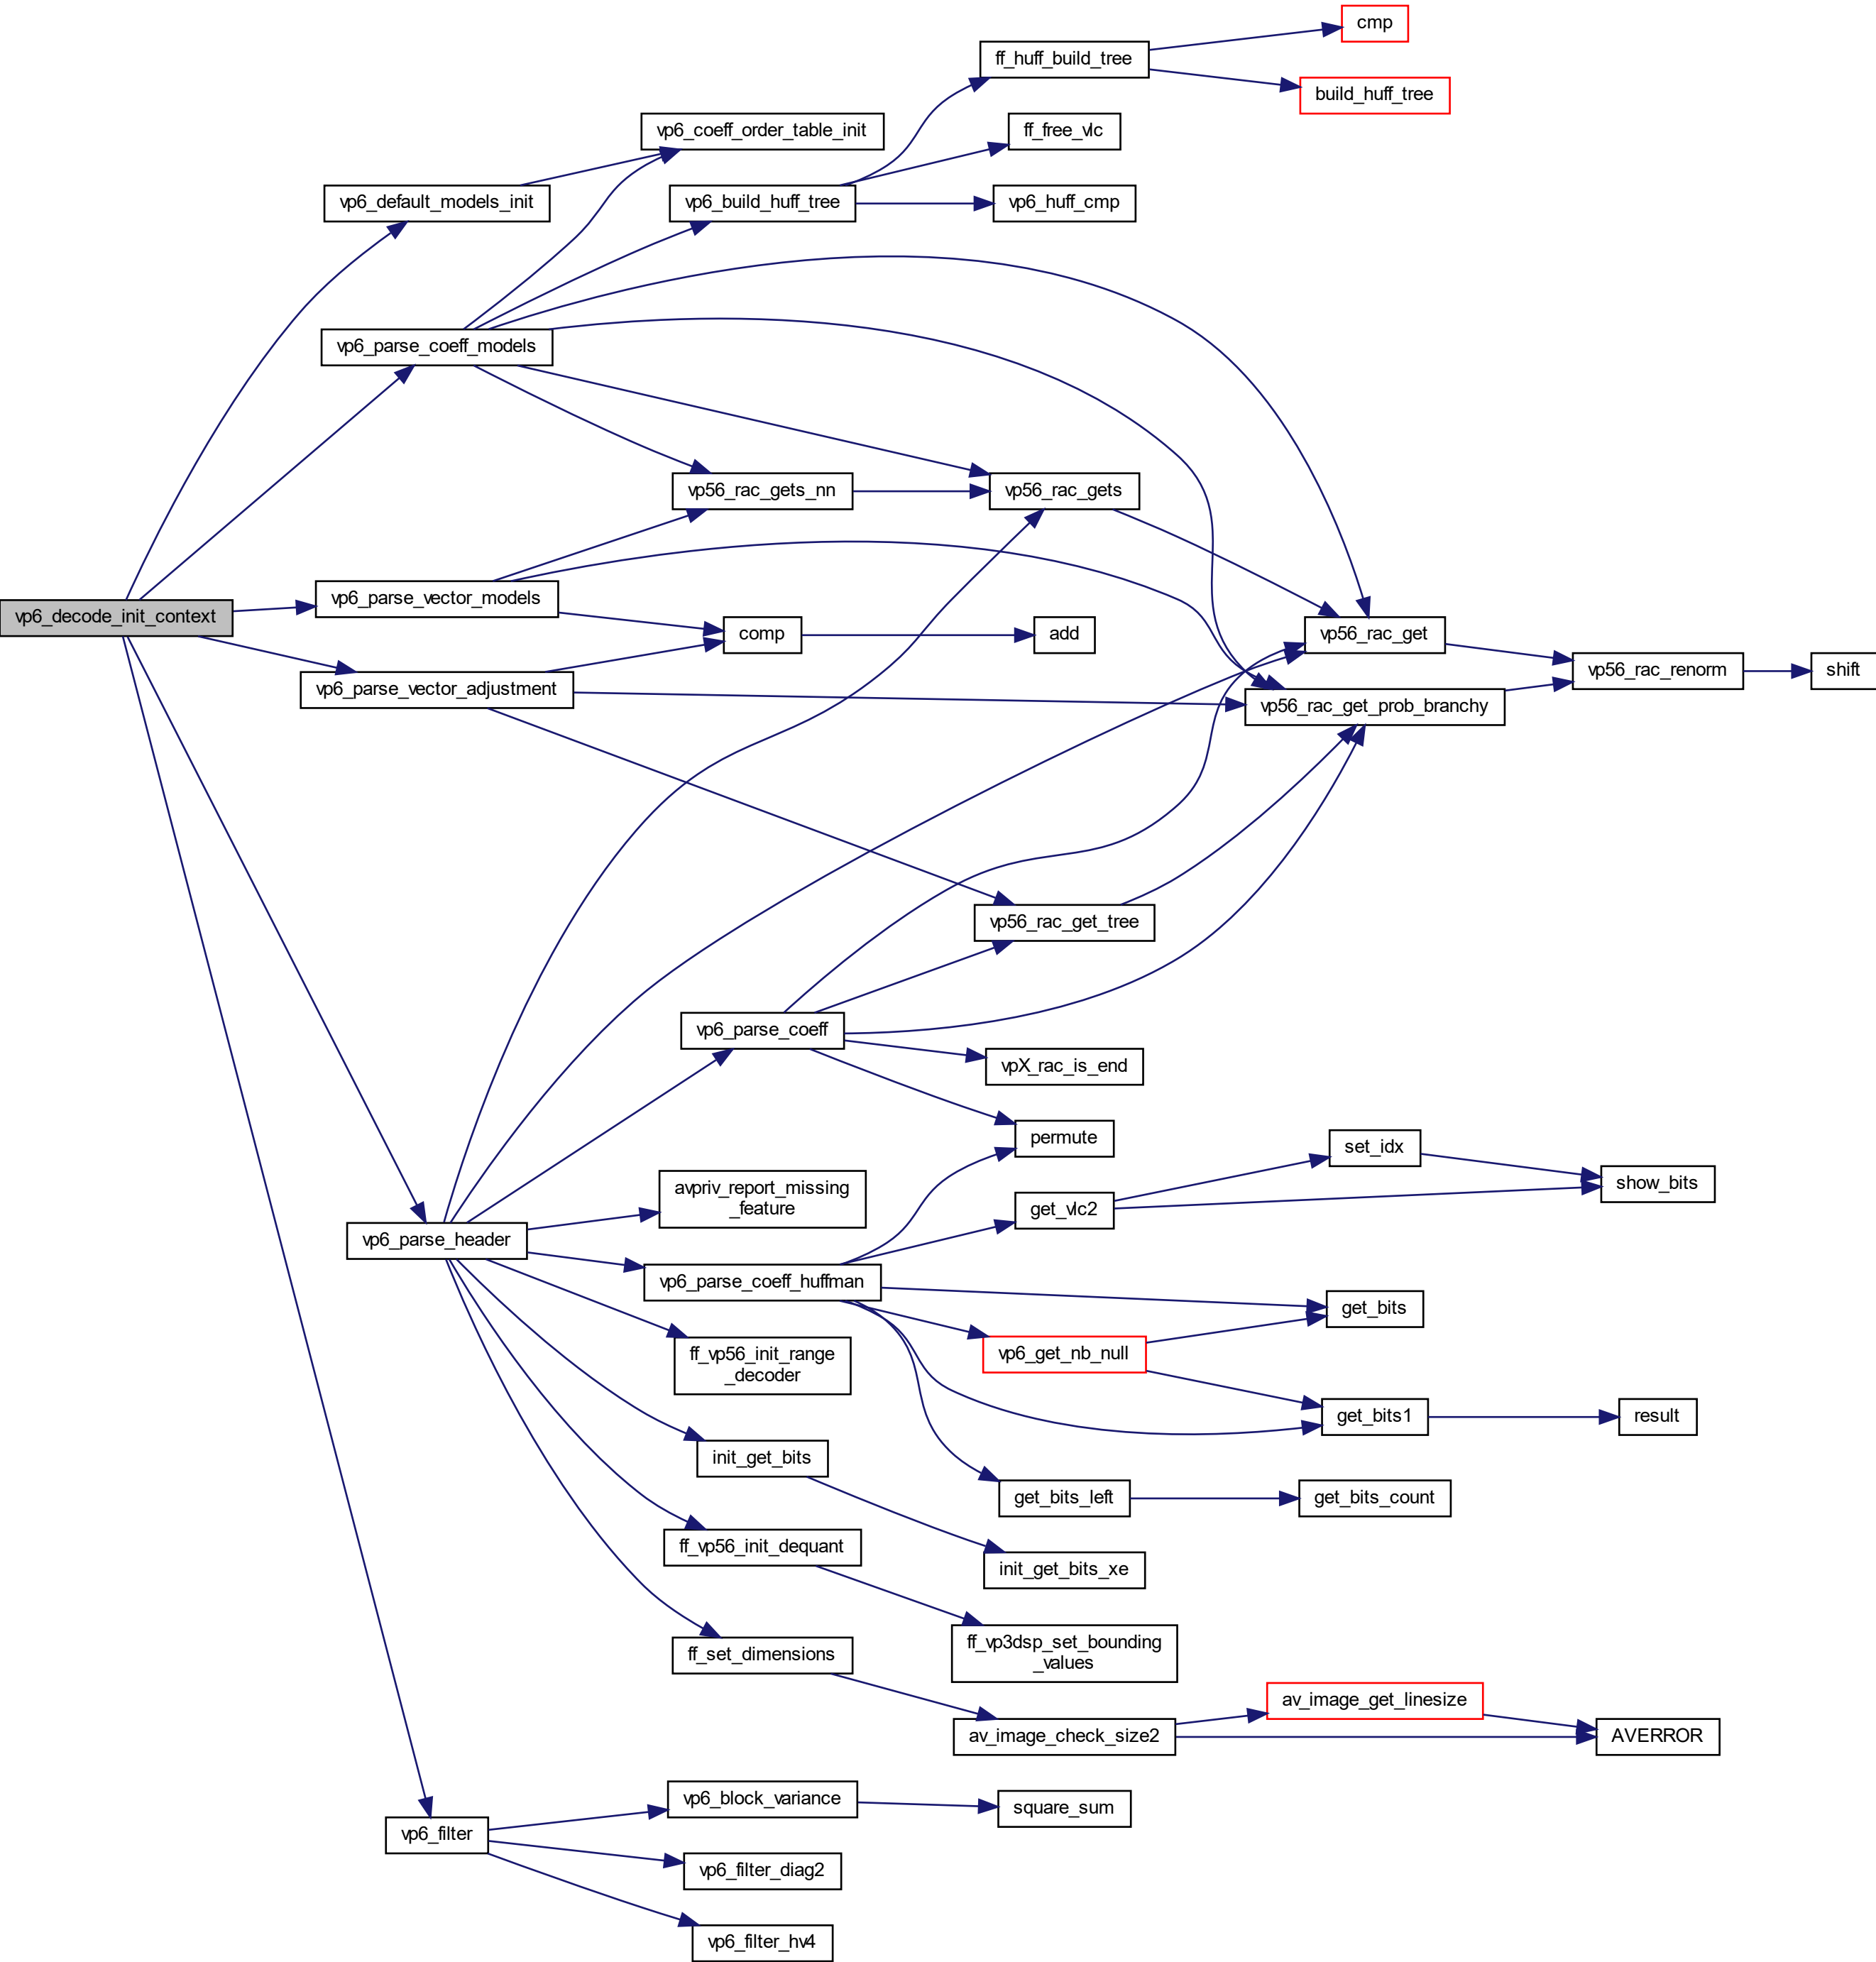 cmp
ff_huff_build_tree
build_huff_tree
vp6_coeff_order_table_init
ff_free_vlc
vp6_default_models_init
vp6_build_huff_tree
vp6_huff_cmp
vp6_parse_coeff_models
vp56_rac_gets_nn
vp56_rac_gets
vp6_decode_init_context
vp6_parse_vector_models
comp
add
vp56_rac_get
vp56_rac_renorm
shift
vp6_parse_vector_adjustment
vp56_rac_get_prob_branchy
vp56_rac_get_tree
vp6_parse_coeff
vpX_rac_is_end
permute
set_idx
show_bits
avpriv_report_missing
_feature
get_vlc2
vp6_parse_header
vp6_parse_coeff_huffman
get_bits
vp6_get_nb_null
ff_vp56_init_range
_decoder
get_bits1
result
init_get_bits
get_bits_left
get_bits_count
ff_vp56_init_dequant
init_get_bits_xe
ff_set_dimensions
ff_vp3dsp_set_bounding
_values
av_image_get_linesize
av_image_check_size2
AVERROR
vp6_block_variance
square_sum
vp6_filter
vp6_filter_diag2
vp6_filter_hv4